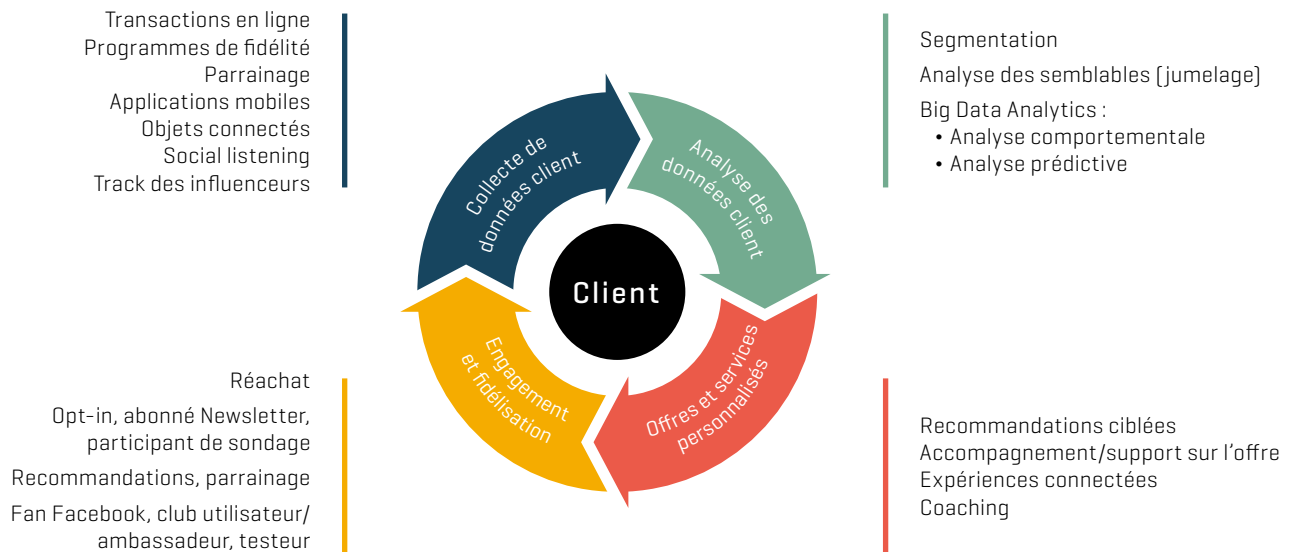 Transactions en ligne
Programmes de fidélité
Parrainage
Applications mobiles
Objets connectés
Social listening
Track des influenceurs
Segmentation
Analyse des semblables (jumelage)
Big Data Analytics :
• Analyse comportementale
• Analyse prédictive
Collecte de
données client
Analyse des
données client
Client
Engagement
et fidélisation
Offres et services
personnalisés
Réachat
Opt-in, abonné Newsletter,
participant de sondage
Recommandations, parrainage
Fan Facebook, club utilisateur/
ambassadeur, testeur
Recommandations ciblées
Accompagnement/support sur l'offre
Expériences connectées
Coaching